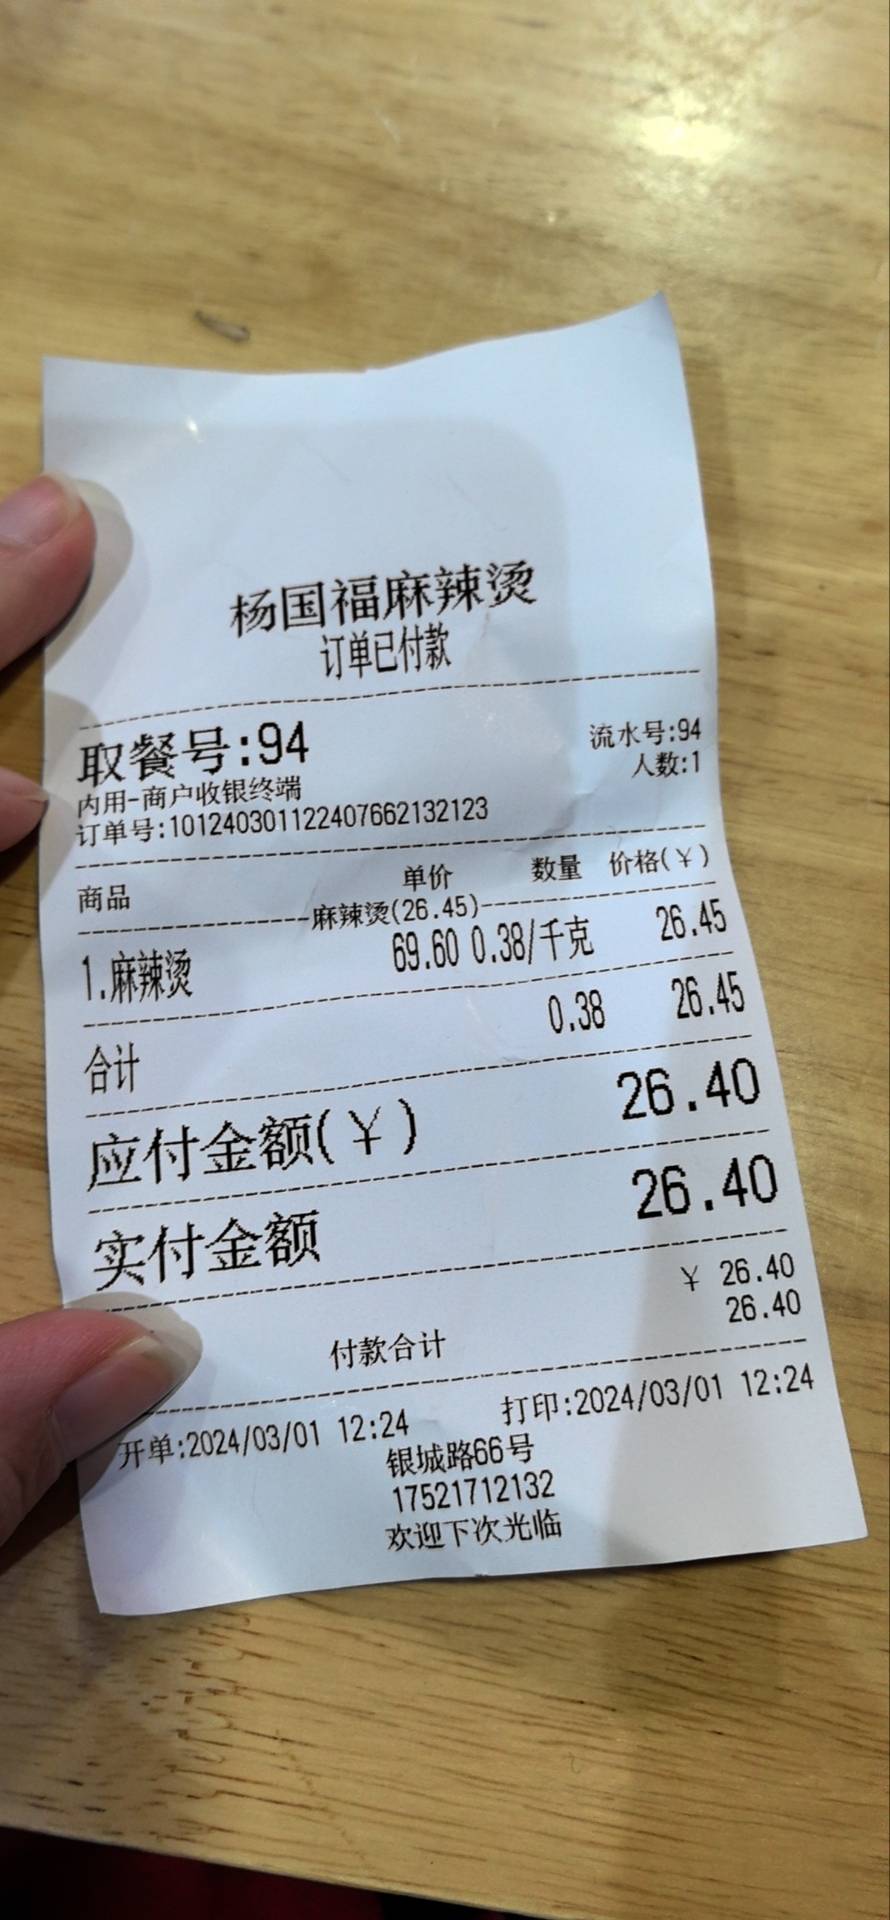 杨国福麻辣烫
订单已付款
取餐号:94 流水号:94
内用-商户收银终端 人数:1
订单号:101240301122407662132123
商品 单价 数量 价格(¥)
麻辣烫(26.45)
1.麻辣烫 69.60 0.38/千克 26.45
合计 0.38 26.45
应付金额(¥) 26.40
实付金额 26.40
¥ 26.40
付款合计 26.40
开单:2024/03/01 12:24 打印:2024/03/01 12:24
银城路66号
17521712132
欢迎下次光临